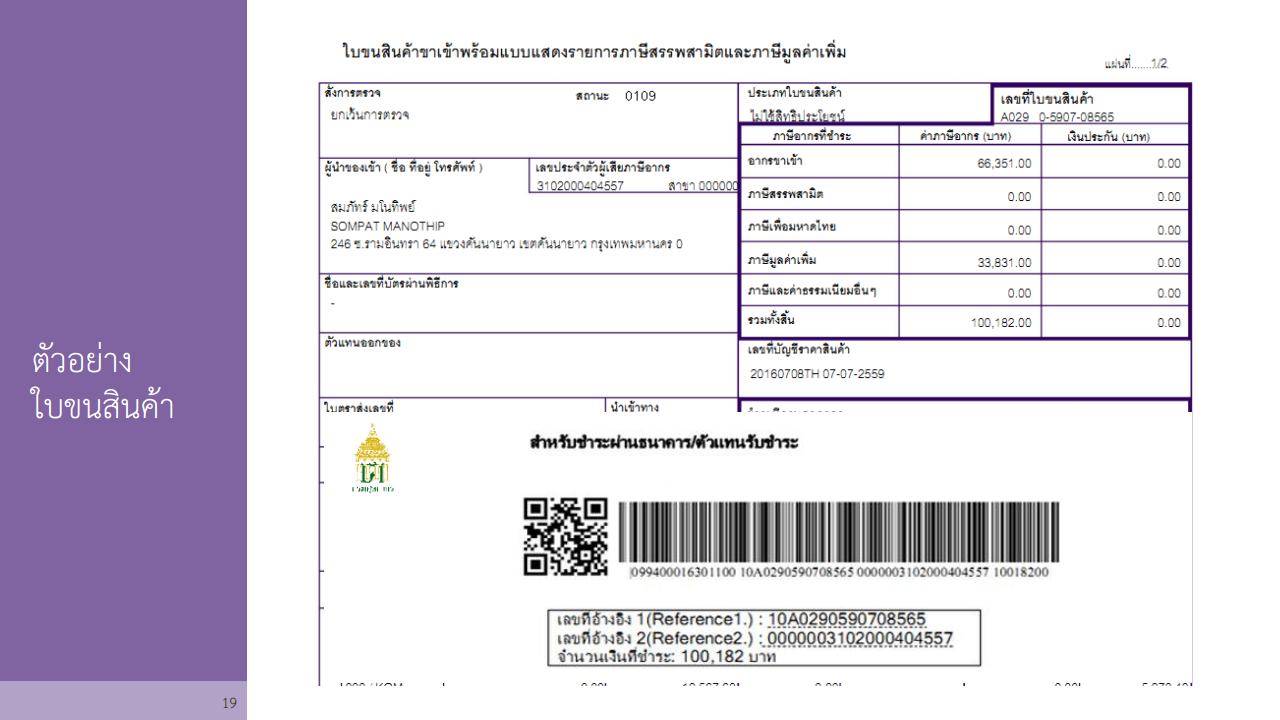 ตัวอย่าง
ใบขนสินค้า
19
ใบขนสินค้าขาเข้าพร้อมแบบแสดงรายการภาษีสรรพสามิตและภาษีมูลค่าเพิ่ม
แผ่นที่.......1/2
สั่งการตรวจ
สถานะ 0109
ยกเว้นการตรวจ
ประเภทใบขนสินค้า
ไม่ใช้สิทธิประโยชน์
เลขที่ใบขนสินค้า
A029 0-5907-08565
ภาษีอากรที่ชำระ ค่าภาษีอากร (บาท) เงินประกัน (บาท)
อากรขาเข้า 66,351.00 0.00
ภาษีสรรพสามิต 0.00 0.00
ภาษีเพื่อมหาดไทย 0.00 0.00
ภาษีมูลค่าเพิ่ม 33,831.00 0.00
ภาษีและค่าธรรมเนียมอื่นๆ 0.00 0.00
รวมทั้งสิ้น 100,182.00 0.00
ผู้นำของเข้า ( ชื่อ ที่อยู่ โทรศัพท์ )
เลขประจำตัวผู้เสียภาษีอากร
3102000404557 สาขา 000000
สมภัทร์ มโนทิพย์
SOMPAT MANOTHIP
246 ซ.รามอินทรา 64 แขวงคันนายาว เขตคันนายาว กรุงเทพมหานคร 0
ชื่อและเลขที่บัตรผ่านพิธีการ
-
ตัวแทนออกของ
เลขที่บัญชีราคาสินค้า
20160708TH 07-07-2559
ใบตราส่งเลขที่
นำเข้าทาง
สำหรับชำระผ่านธนาคาร/ตัวแทนรับชำระ
|099400016301100 10A0290590708565 0000003102000404557 10018200
เลขที่อ้างอิง 1(Reference1.) : 10A0290590708565
เลขที่อ้างอิง 2(Reference2.) : 0000003102000404557
จำนวนเงินที่ชำระ: 100,182 บาท